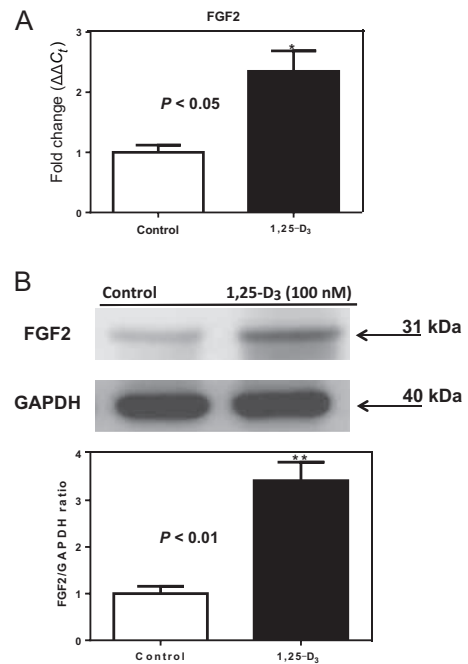 A
FGF2
Fold change (ΔΔCt)
3
2
1
0
*
P < 0.05
Control
1,25-D3
B
Control
1,25-D3 (100 nM)
FGF2
31 kDa
GAPDH
40 kDa
FGF2/GAPDH ratio
4
3
2
1
0
**
P < 0.01
Control
1,25-D3